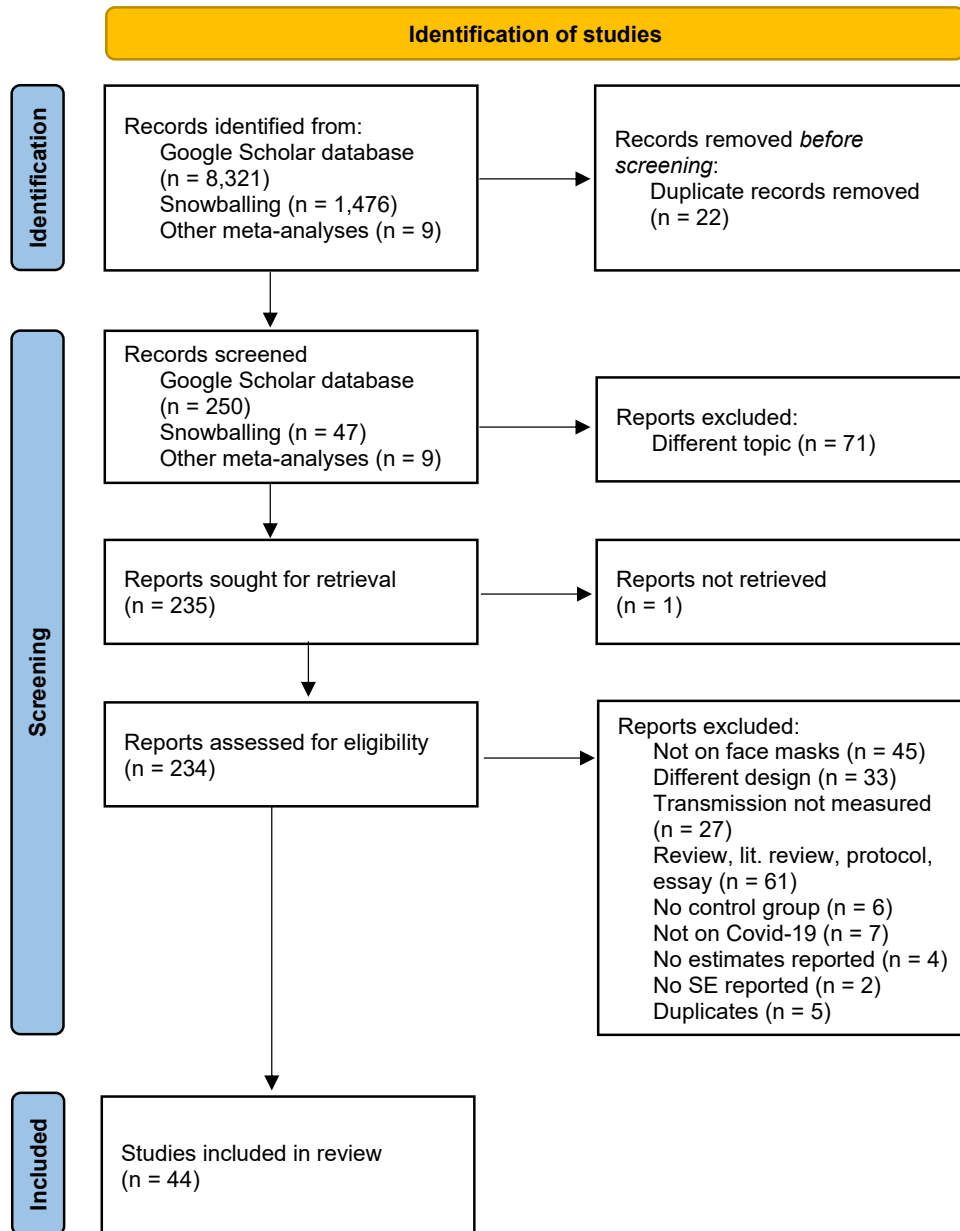 Identification of studies
Identification
Records identified from:
Google Scholar database
(n = 8,321)
Snowballing (n = 1,476)
Other meta-analyses (n = 9)
Records removed before
screening:
Duplicate records removed
(n = 22)
Screening
Records screened
Google Scholar database
(n = 250)
Snowballing (n = 47)
Other meta-analyses (n = 9)
Reports excluded:
Different topic (n = 71)
Reports sought for retrieval
(n = 235)
Reports not retrieved
(n = 1)
Reports assessed for eligibility
(n = 234)
Reports excluded:
Not on face masks (n = 45)
Different design (n = 33)
Transmission not measured
(n = 27)
Review, lit. review, protocol,
essay (n = 61)
No control group (n = 6)
Not on Covid-19 (n = 7)
No estimates reported (n = 4)
No SE reported (n = 2)
Duplicates (n = 5)
Included
Studies included in review
(n = 44)